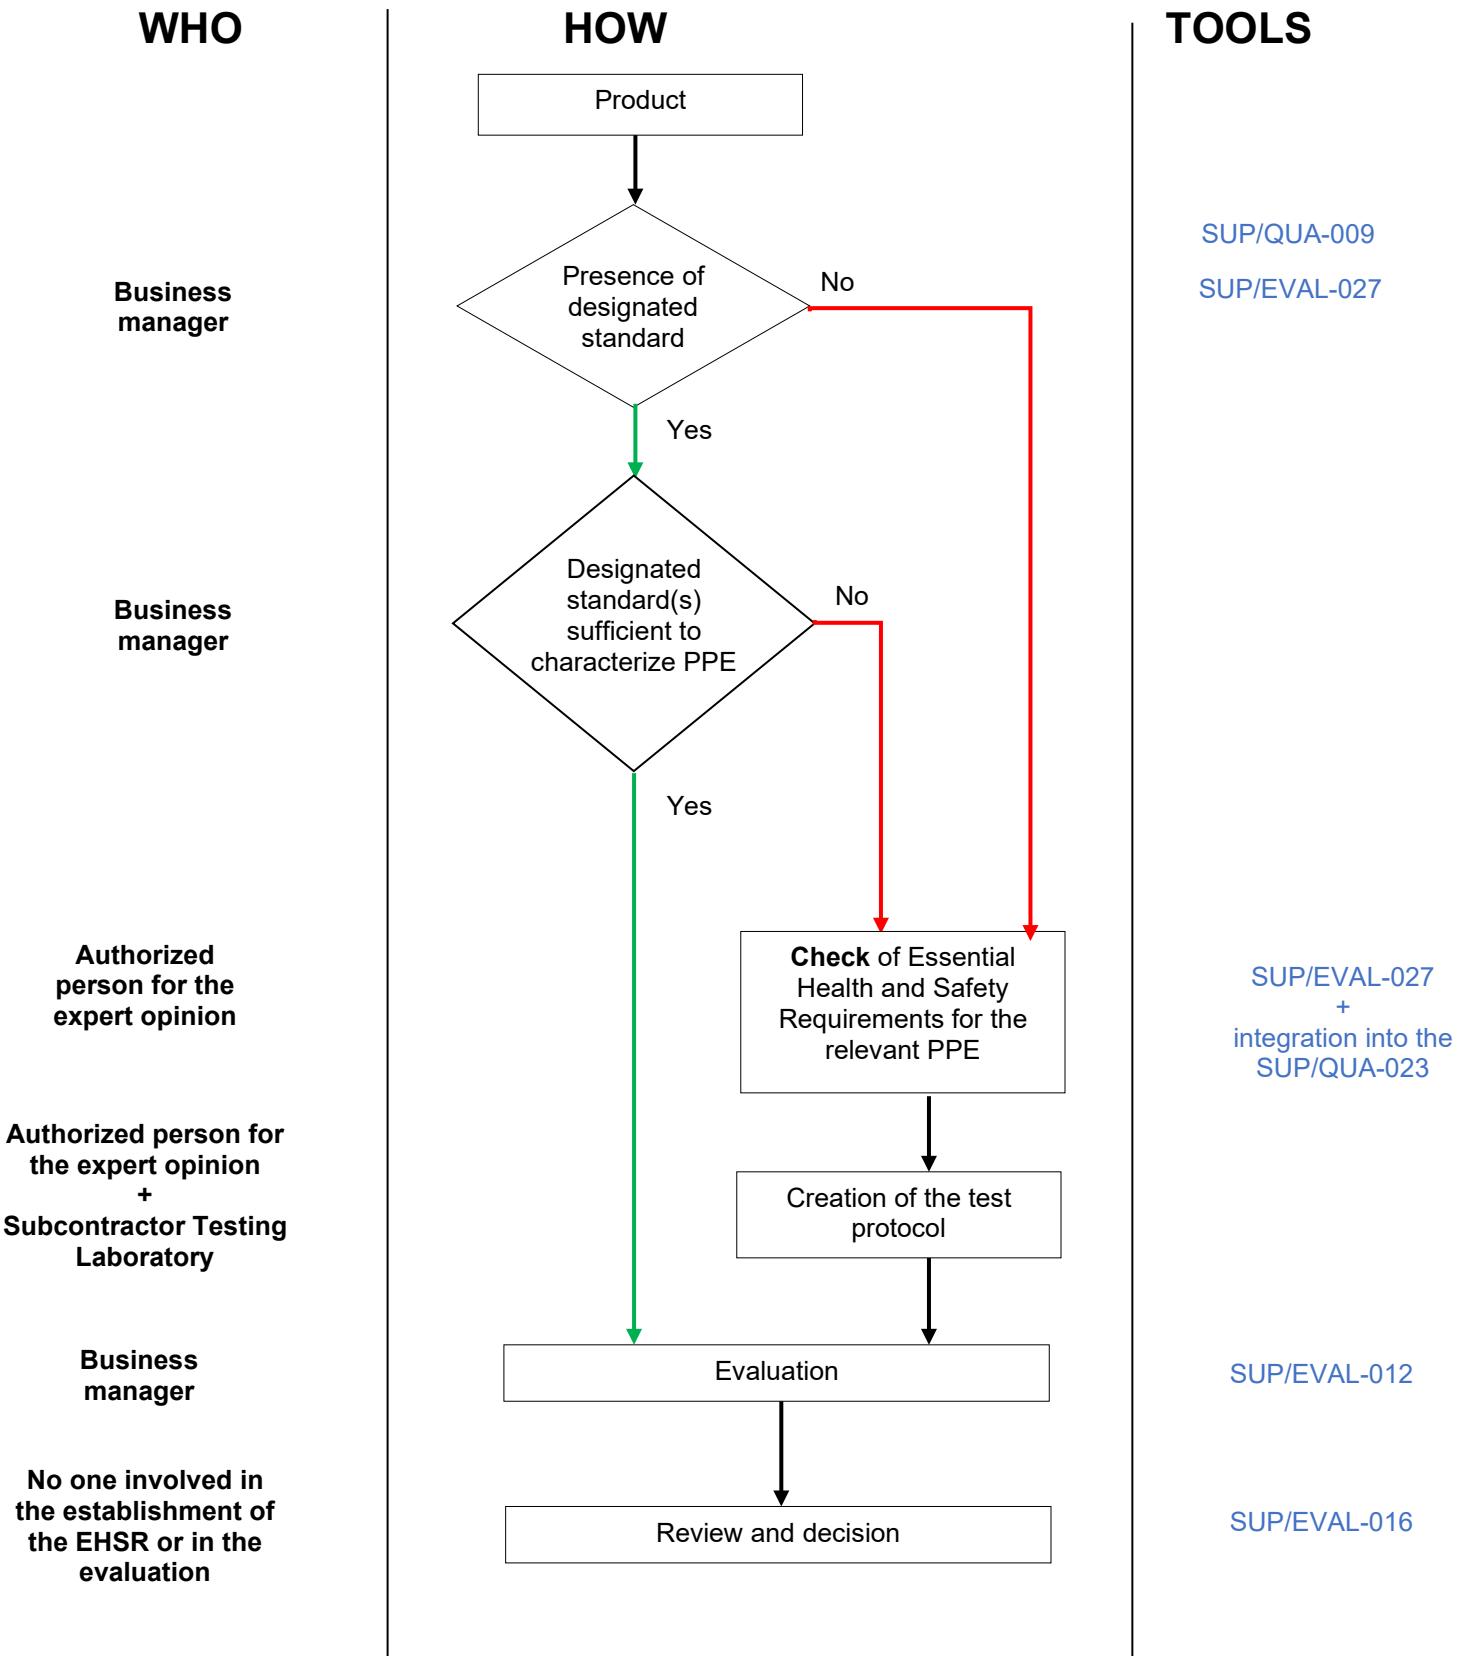 WHO
HOW
TOOLS
Product
Business
manager
Presence of
designated
standard
No
SUP/QUA-009
SUP/EVAL-027
Yes
Business
manager
Designated
standard(s)
sufficient to
characterize PPE
No
Yes
Authorized
person for the
expert opinion
Check of Essential
Health and Safety
Requirements for the
relevant PPE
SUP/EVAL-027
+
integration into the
SUP/QUA-023
Authorized person for
the expert opinion
+
Subcontractor Testing
Laboratory
Creation of the test
protocol
Business
manager
Evaluation
SUP/EVAL-012
No one involved in
the establishment of
the EHSR or in the
evaluation
Review and decision
SUP/EVAL-016